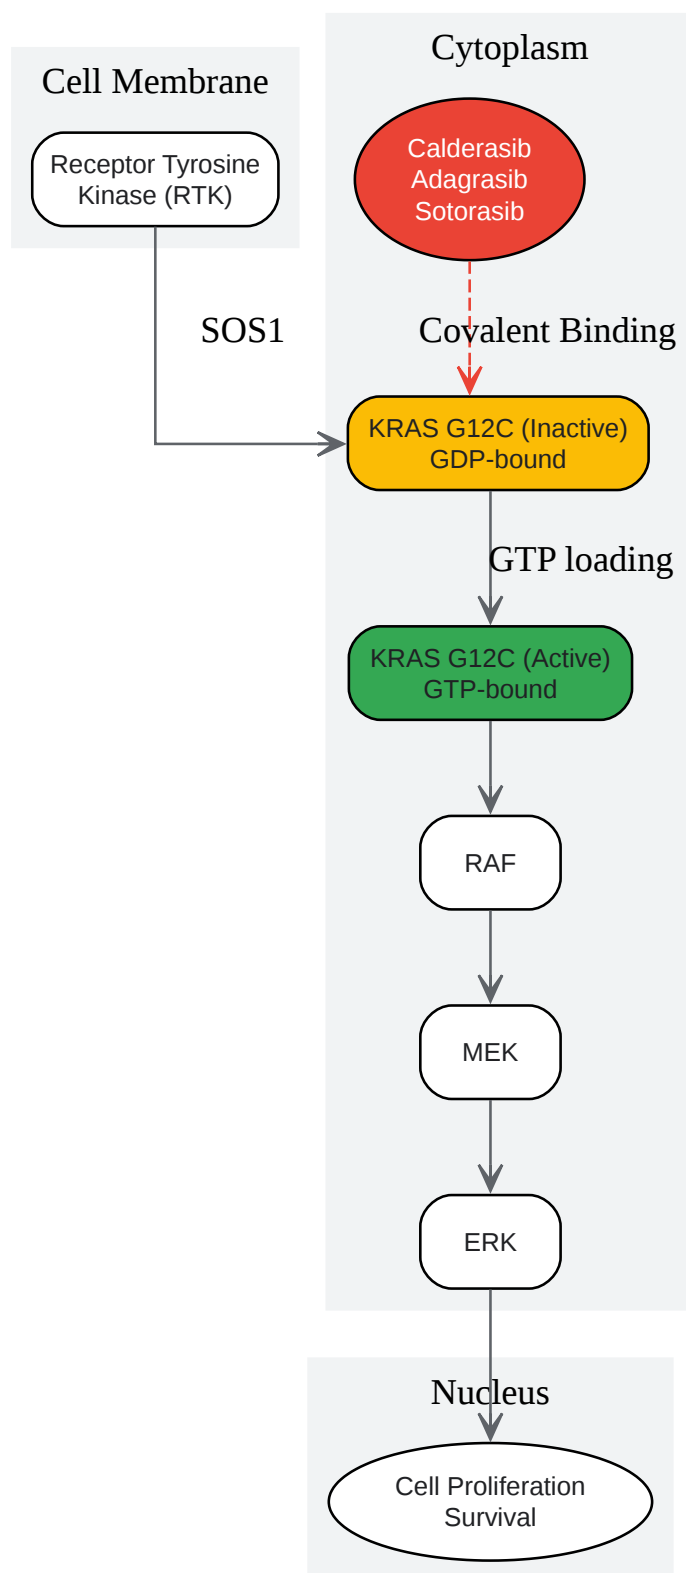 Cell Membrane
Receptor Tyrosine
Kinase (RTK)
SOS1
Cytoplasm
Calderasib
Adagrasib
Sotorasib
Covalent Binding
KRAS G12C (Inactive)
GDP-bound
GTP loading
KRAS G12C (Active)
GTP-bound
RAF
MEK
ERK
Nucleus
Cell Proliferation
Survival